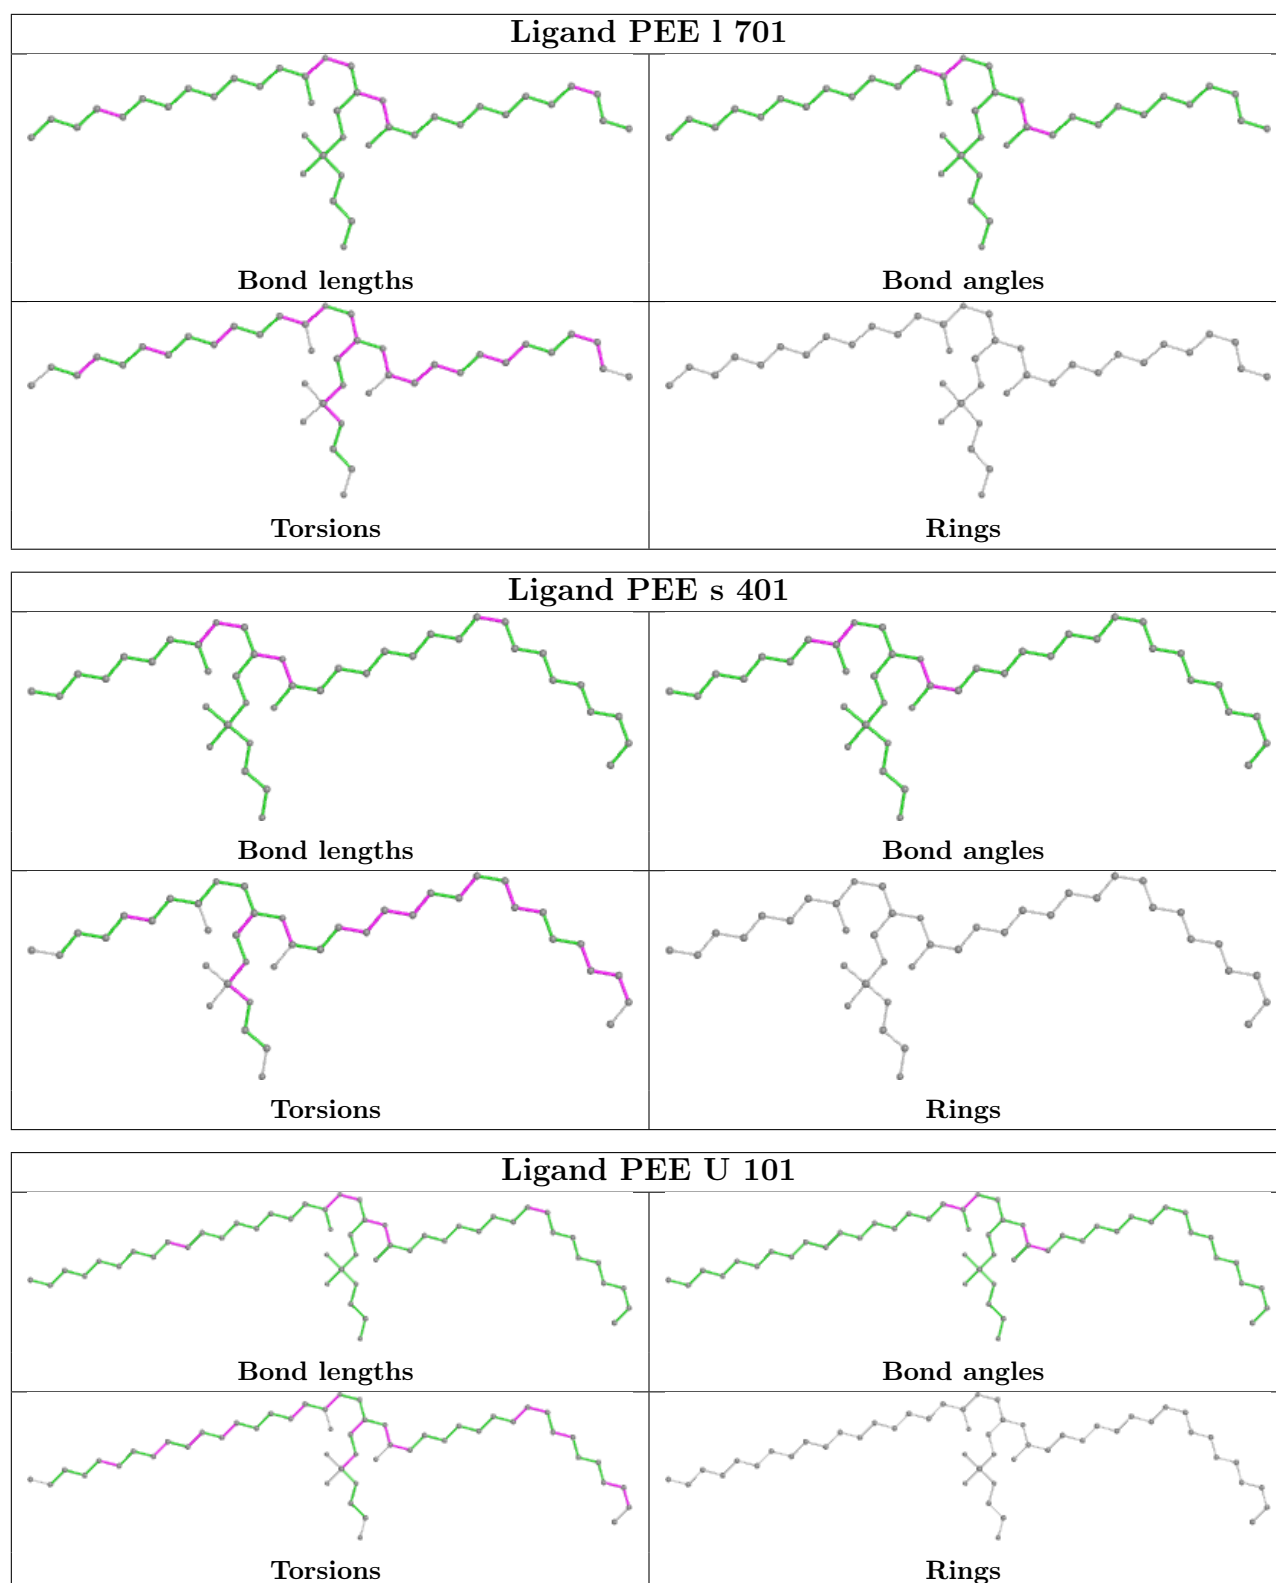 Ligand PEE l 701
Bond lengths
Bond angles
Torsions
Rings
Ligand PEE s 401
Bond lengths
Bond angles
Torsions
Rings
Ligand PEE U 101
Bond lengths
Bond angles
Torsions
Rings